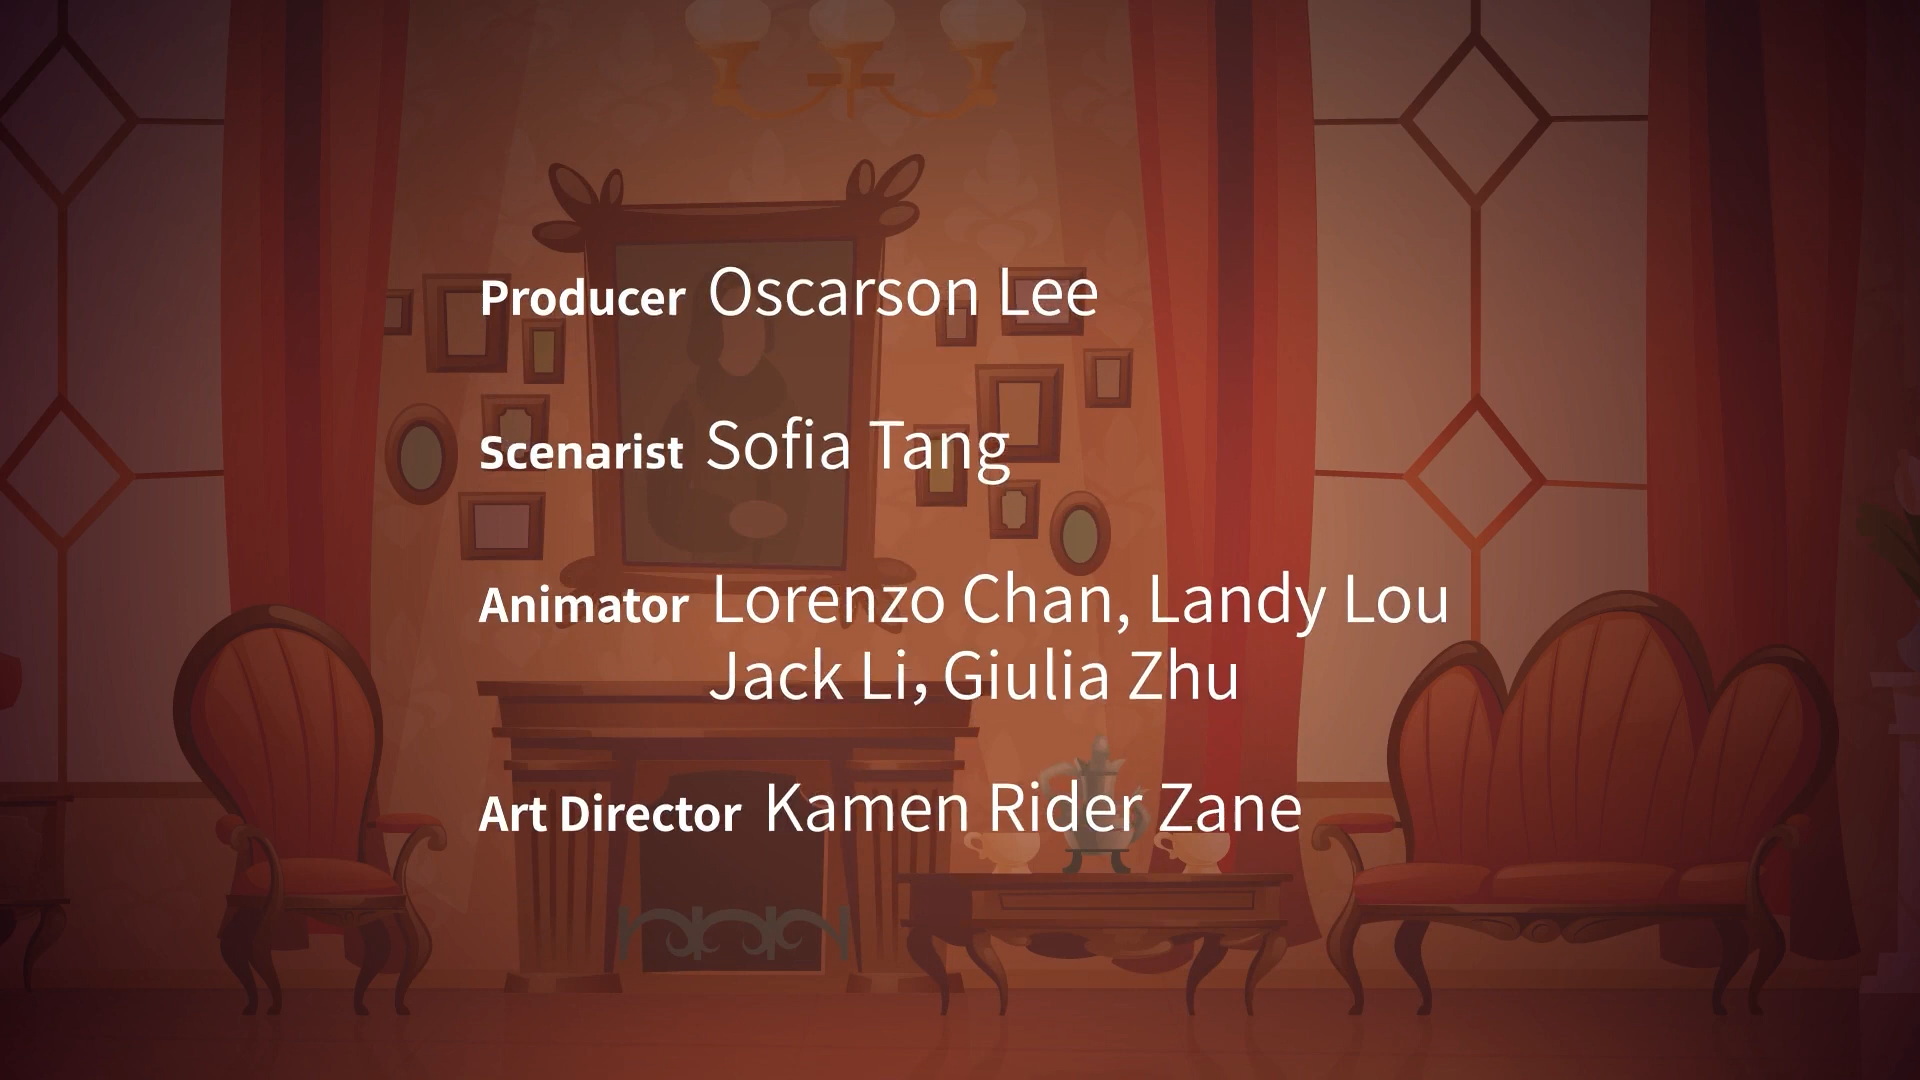 Producer Oscarson Lee
Scenarist Sofia Tang
Animator Lorenzo Chan, Landy Lou
Jack Li, Giulia Zhu
Art Director Kamen Rider Zane